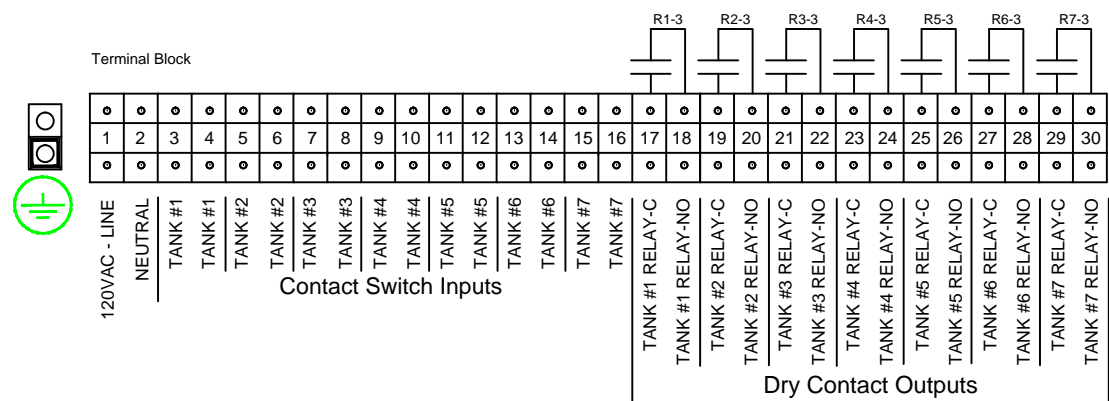 R1-3 R2-3 R3-3 R4-3 R5-3 R6-3 R7-3
Terminal Block
1 2 3 4 5 6 7 8 9 10 11 12 13 14 15 16 17 18 19 20 21 22 23 24 25 26 27 28 29 30
120VAC - LINE
NEUTRAL
TANK #1
TANK #1
TANK #2
TANK #2
TANK #3
TANK #3
TANK #4
TANK #4
TANK #5
TANK #5
TANK #6
TANK #6
TANK #7
TANK #7
TANK #1 RELAY-C
TANK #1 RELAY-NO
TANK #2 RELAY-C
TANK #2 RELAY-NO
TANK #3 RELAY-C
TANK #3 RELAY-NO
TANK #4 RELAY-C
TANK #4 RELAY-NO
TANK #5 RELAY-C
TANK #5 RELAY-NO
TANK #6 RELAY-C
TANK #6 RELAY-NO
TANK #7 RELAY-C
TANK #7 RELAY-NO
Contact Switch Inputs
Dry Contact Outputs